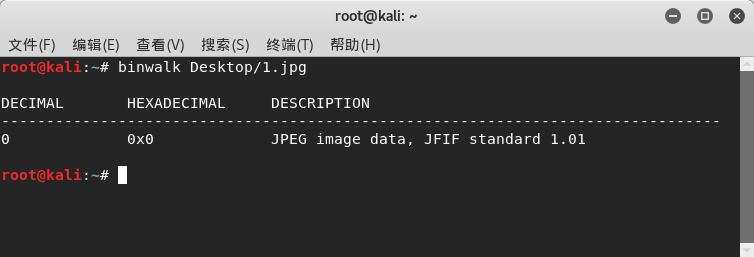 root@kali: ~
文件(F) 编辑(E) 查看(V) 搜索(S) 终端(T) 帮助(H)
root@kali:~# binwalk Desktop/1.jpg
DECIMAL       HEXADECIMAL     DESCRIPTION
--------------------------------------------------------------------------------
0             0x0             JPEG image data, JFIF standard 1.01
root@kali:~#